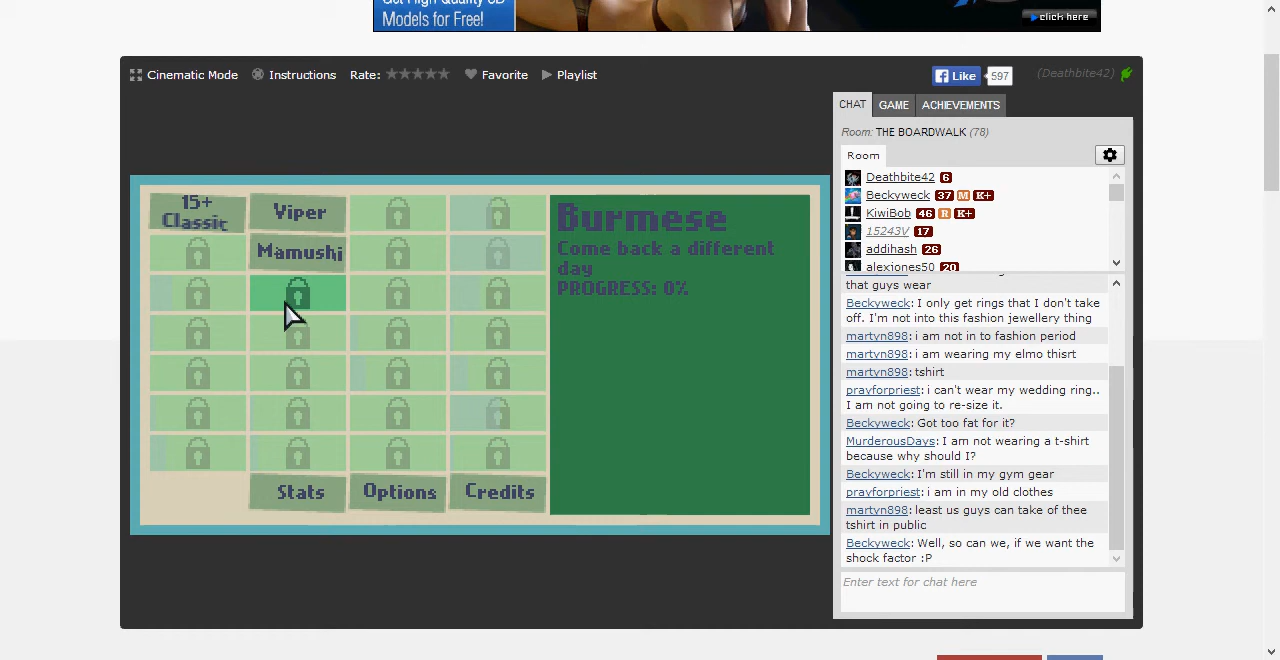 Get High Quality 3D
Models for Free!
click here
Cinematic Mode
Instructions
Rate:
Favorite
Playlist
Like
597
(Deathbite42)
CHAT
GAME
ACHIEVEMENTS
Room: THE BOARDWALK (78)
Room
Deathbite42 6
Beckyweck 37 M K+
KiwiBob 46 R K+
15243V 17
addihash 26
alexjones50 20
that guys wear
Beckyweck: I only get rings that I don't take
off. I'm not into this fashion jewellery thing
martyn898: i am not in to fashion period
martyn898: i am wearing my elmo thisrt
martyn898: tshirt
prayforpriest: i can't wear my wedding ring..
I am not going to re-size it.
Beckyweck: Got too fat for it?
MurderousDays: I am not wearing a t-shirt
because why should I?
Beckyweck: I'm still in my gym gear
prayforpriest: i am in my old clothes
martyn898: least us guys can take of thee
tshirt in public
Beckyweck: Well, so can we, if we want the
shock factor :P
Enter text for chat here
15+
Classic
Viper
Mamushi
Stats
Options
Credits
Burmese
Come back a different
day
PROGRESS: 0%